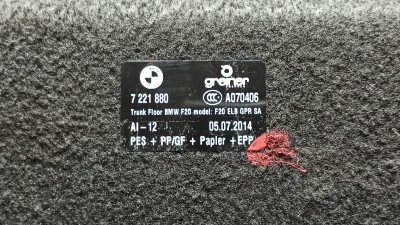 greiner
7 221 880 CCC A070406
Trunk Floor BMW F20 model: F20 ELB GPR SA
AI-12 05.07.2014
PES + PP/GF + Papier + EPP